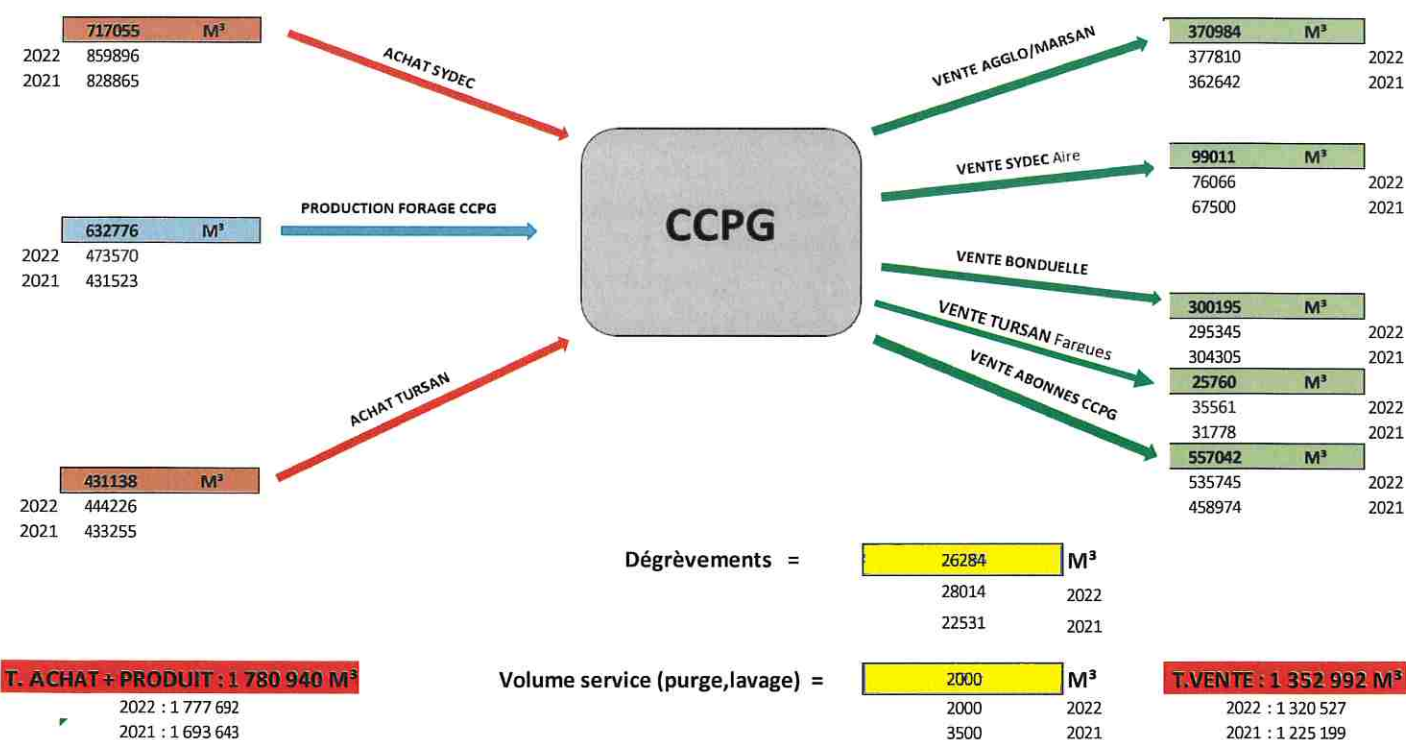 717055 M³
2022 859896
2021 828865
ACHAT SYDEC
632776 M³
2022 473570
2021 431523
PRODUCTION FORAGE CCPG
431138 M³
2022 444226
2021 433255
ACHAT TURSAN
CCPG
VENTE AGGLO/MARSAN
370984 M³
377810 2022
362642 2021
VENTE SYDEC Aire
99011 M³
76066 2022
67500 2021
VENTE BONDUELLE
300195 M³
295345 2022
304305 2021
VENTE TURSAN Fargues
25760 M³
35561 2022
31778 2021
VENTE ABONNES CCPG
557042 M³
535745 2022
458974 2021
Dégrèvements = 26284 M³
28014 2022
22531 2021
T. ACHAT + PRODUIT : 1 780 940 M³
2022 : 1 777 692
2021 : 1 693 643
Volume service (purge,lavage) = 2000 M³
2000 2022
3500 2021
T.VENTE : 1 352 992 M³
2022 : 1 320 527
2021 : 1 225 199